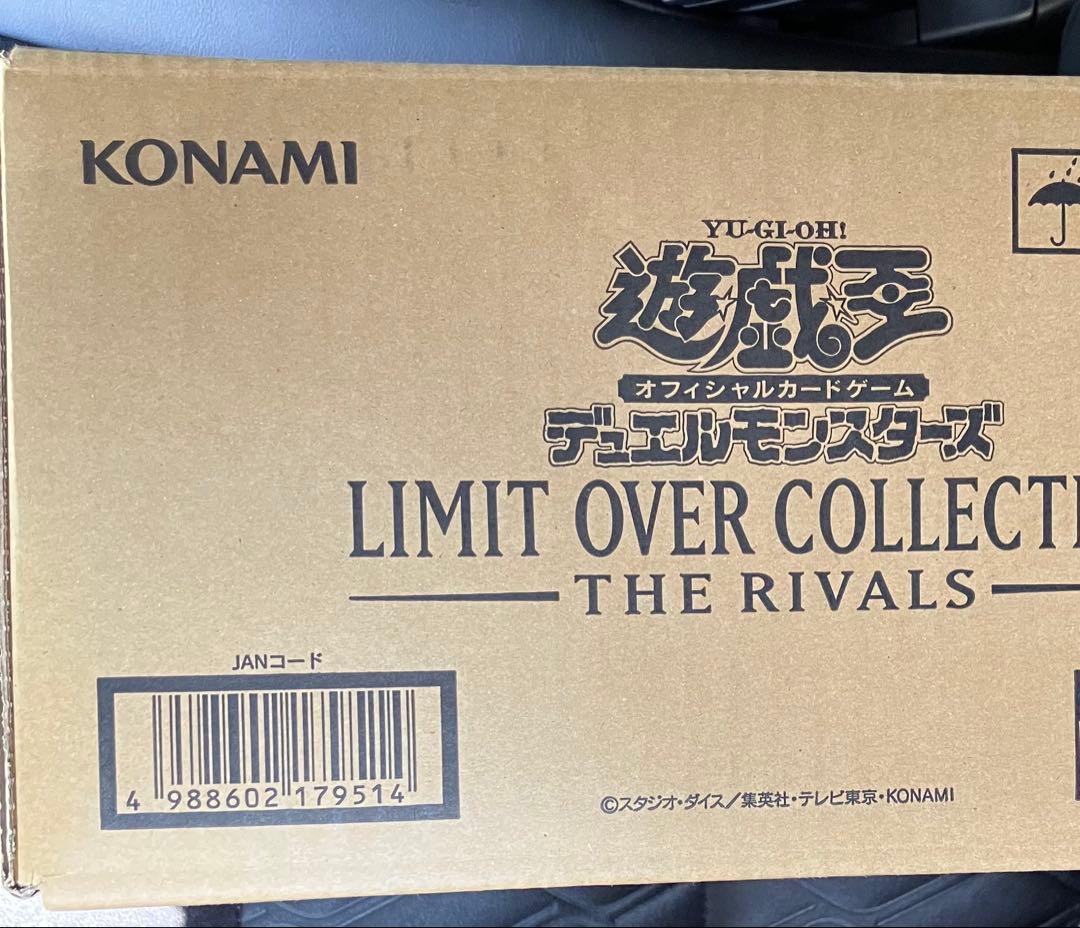 KONAMI
YU-GI-OH!
遊戯王
オフィシャルカードゲーム
デュエルモンスターズ
LIMIT OVER COLLECTI
THE RIVALS
JANコード
4 988602 179514
©スタジオ・ダイス/集英社・テレビ東京・KONAMI